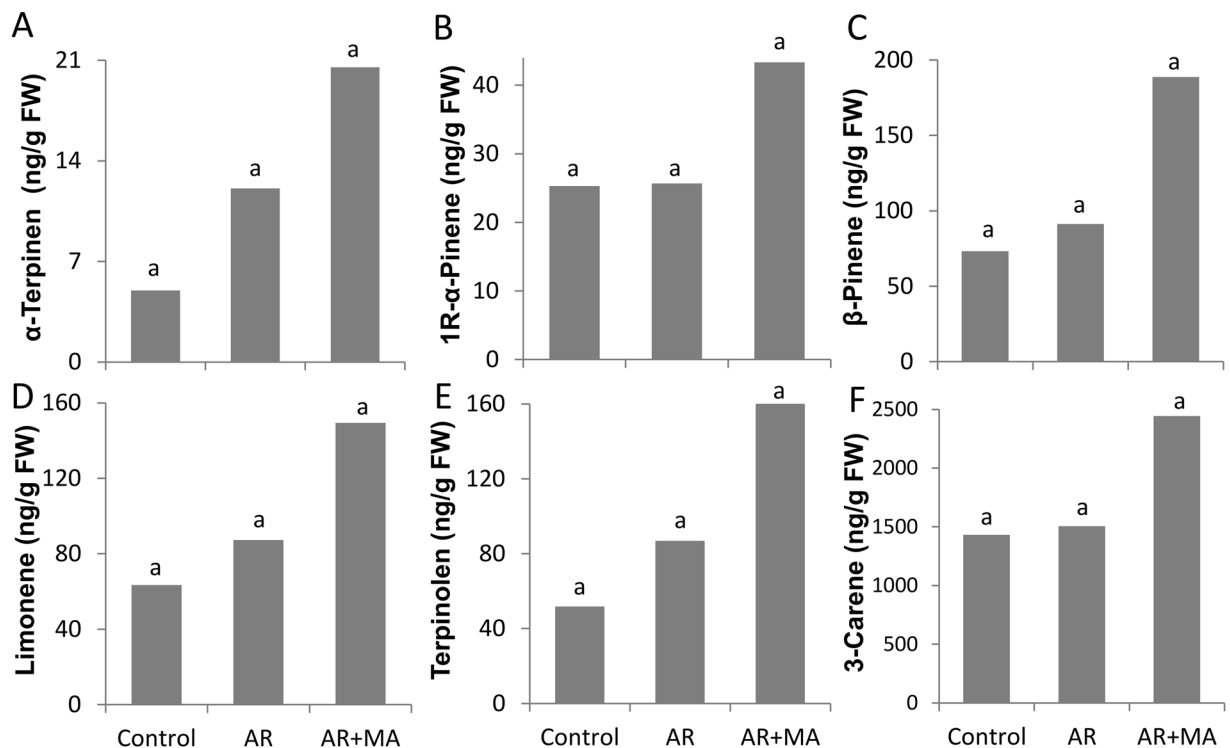 A
α-Terpinen (ng/g FW)
21
14
7
0
a
a
a
B
1R-α-Pinene (ng/g FW)
40
30
20
10
0
a
a
a
C
β-Pinene (ng/g FW)
200
150
100
50
0
a
a
a
D
Limonene (ng/g FW)
160
120
80
40
0
a
a
a
Control AR AR+MA
E
Terpinolen (ng/g FW)
160
120
80
40
0
a
a
a
Control AR AR+MA
F
3-Carene (ng/g FW)
2500
2000
1500
1000
500
0
a
a
a
Control AR AR+MA